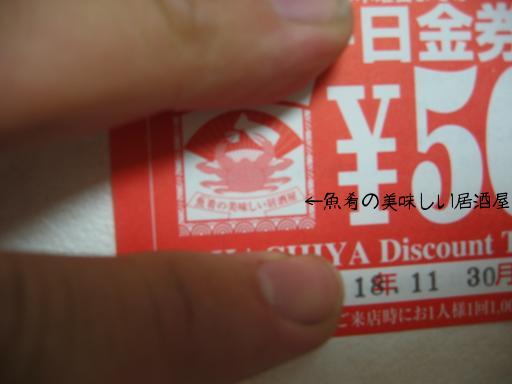 日金券
¥50
魚肴の美味しい居酒屋
←魚肴の美味しい居酒屋
SHIYA Discount T
18年.11 30月
ご来店時にお1人様1回1,00